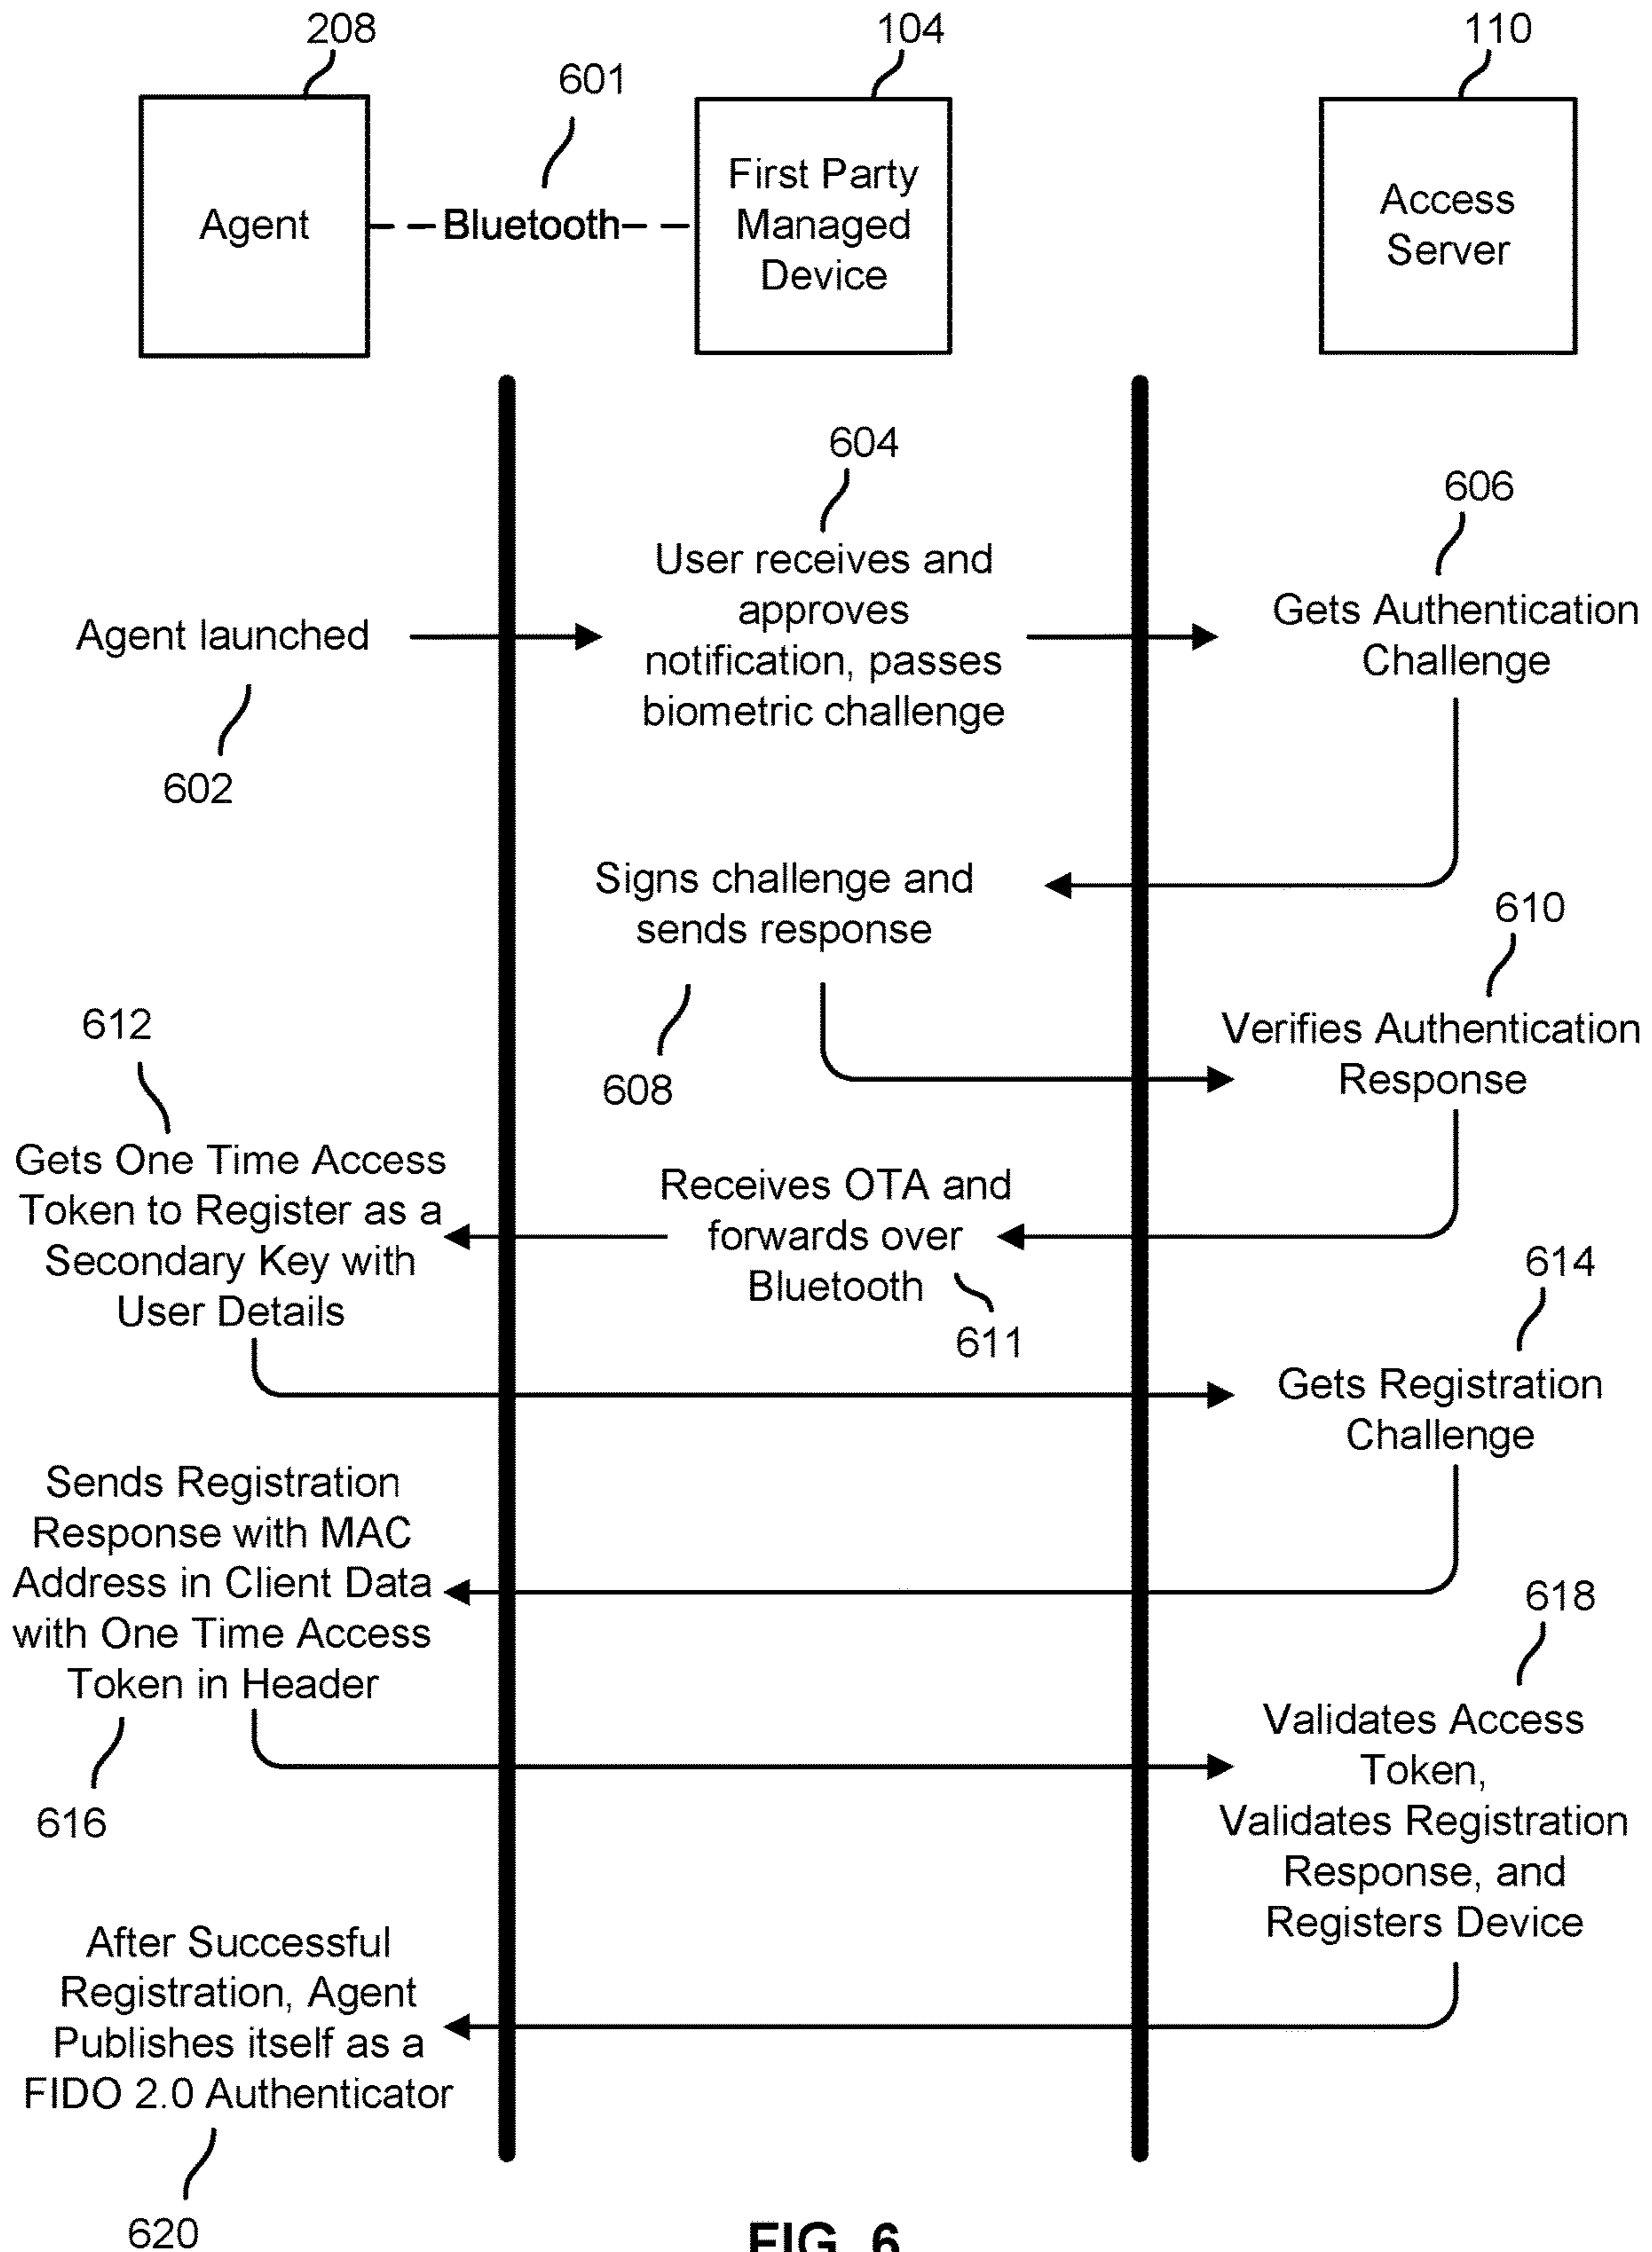 208
104
110
601
Agent
Bluetooth
First Party
Managed
Device
Access
Server
604
606
Agent launched
602
User receives and
approves
notification, passes
biometric challenge
Gets Authentication
Challenge
Signs challenge and
sends response
608
610
Verifies Authentication
Response
612
Gets One Time Access
Token to Register as a
Secondary Key with
User Details
Receives OTA and
forwards over
Bluetooth
611
614
Gets Registration
Challenge
Sends Registration
Response with MAC
Address in Client Data
with One Time Access
Token in Header
616
618
Validates Access
Token,
Validates Registration
Response, and
Registers Device
After Successful
Registration, Agent
Publishes itself as a
FIDO 2.0 Authenticator
620
FIG. 6